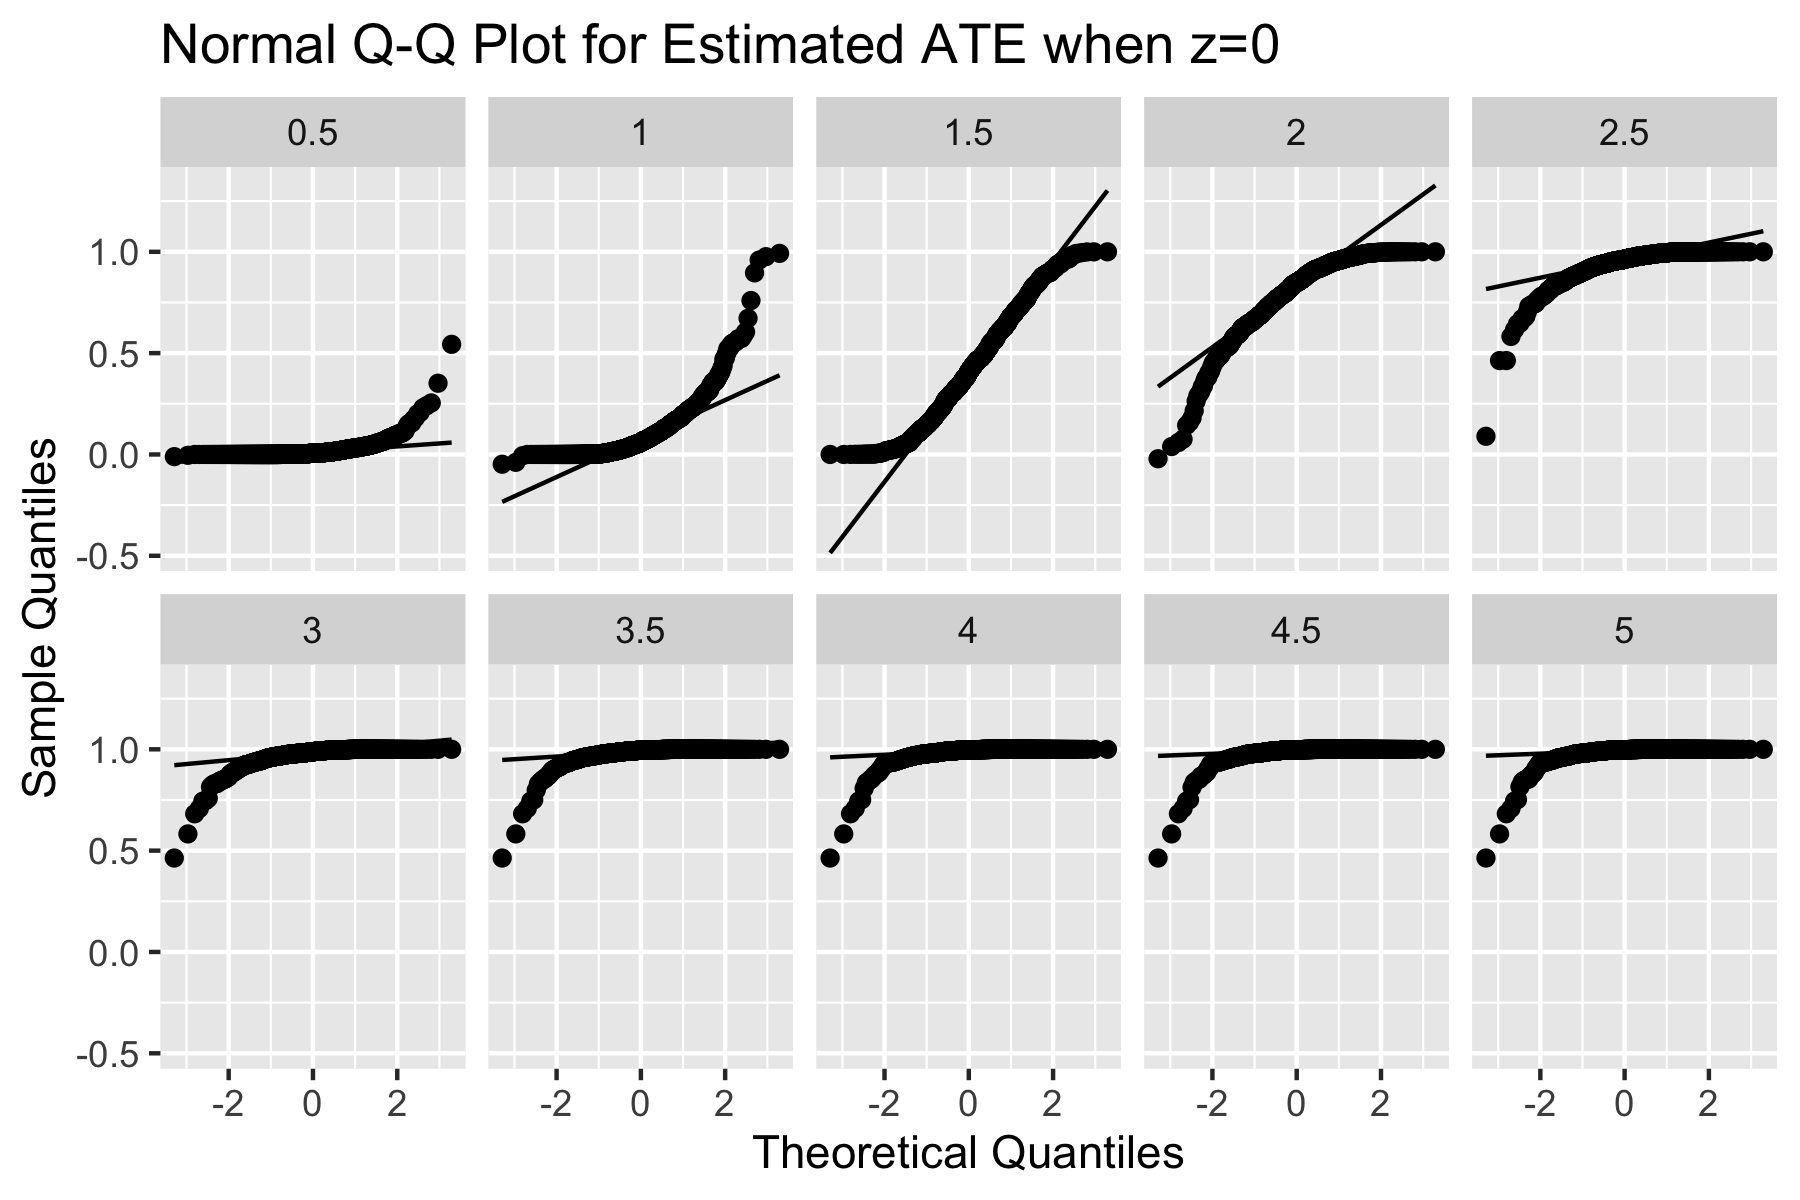 Normal Q-Q Plot for Estimated ATE when z=0
0.5 1 1.5 2 2.5
1.0
0.5
0.0
-0.5
3 3.5 4 4.5 5
1.0
0.5
0.0
-0.5
Sample Quantiles
-2 0 2 -2 0 2 -2 0 2 -2 0 2 -2 0 2
Theoretical Quantiles